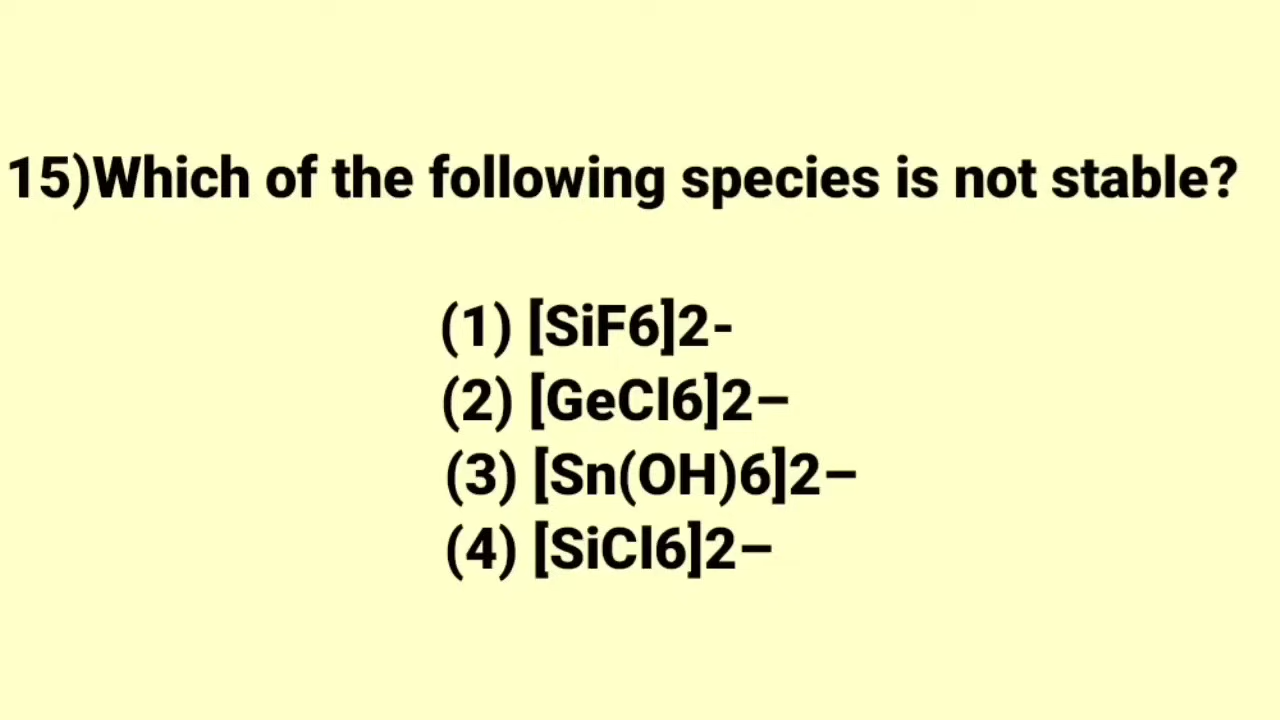 15)Which of the following species is not stable?
(1) [SiF6]2-
(2) [GeCl6]2–
(3) [Sn(OH)6]2–
(4) [SiCl6]2–